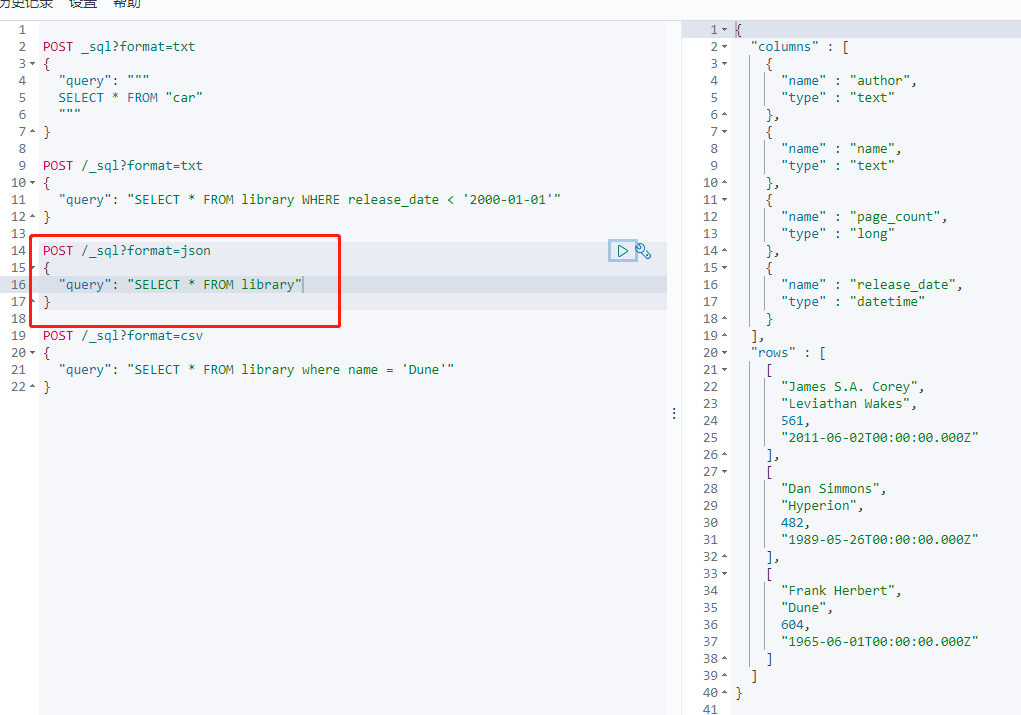 历史记录 设置 帮助
1
2 POST _sql?format=txt
3 {
4 "query": """
5 SELECT * FROM "car"
6 """
7 }
8
9 POST /_sql?format=txt
10 {
11 "query": "SELECT * FROM library WHERE release_date < '2000-01-01'"
12 }
13
14 POST /_sql?format=json
15 {
16 "query": "SELECT * FROM library"
17 }
18
19 POST /_sql?format=csv
20 {
21 "query": "SELECT * FROM library where name = 'Dune'"
22 }
1 {
2 "columns" : [
3 {
4 "name" : "author",
5 "type" : "text"
6 },
7 {
8 "name" : "name",
9 "type" : "text"
10 },
11 {
12 "name" : "page_count",
13 "type" : "long"
14 },
15 {
16 "name" : "release_date",
17 "type" : "datetime"
18 }
19 ],
20 "rows" : [
21 [
22 "James S.A. Corey",
23 "Leviathan Wakes",
24 561,
25 "2011-06-02T00:00:00.000Z"
26 ],
27 [
28 "Dan Simmons",
29 "Hyperion",
30 482,
31 "1989-05-26T00:00:00.000Z"
32 ],
33 [
34 "Frank Herbert",
35 "Dune",
36 604,
37 "1965-06-01T00:00:00.000Z"
38 ]
39 ]
40 }
41